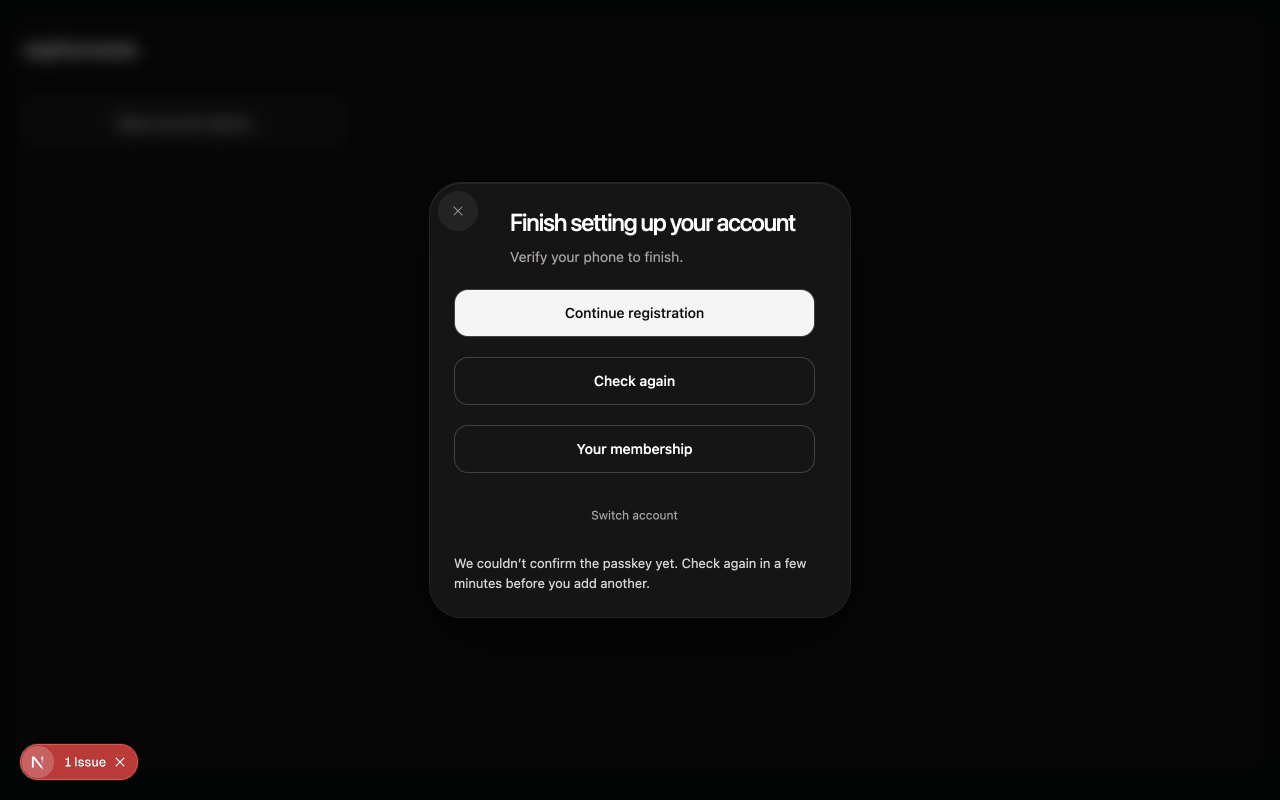 Finish setting up your account
Verify your phone to finish.
Continue registration
Check again
Your membership
Switch account
We couldn’t confirm the passkey yet. Check again in a few
minutes before you add another.
N
1 Issue